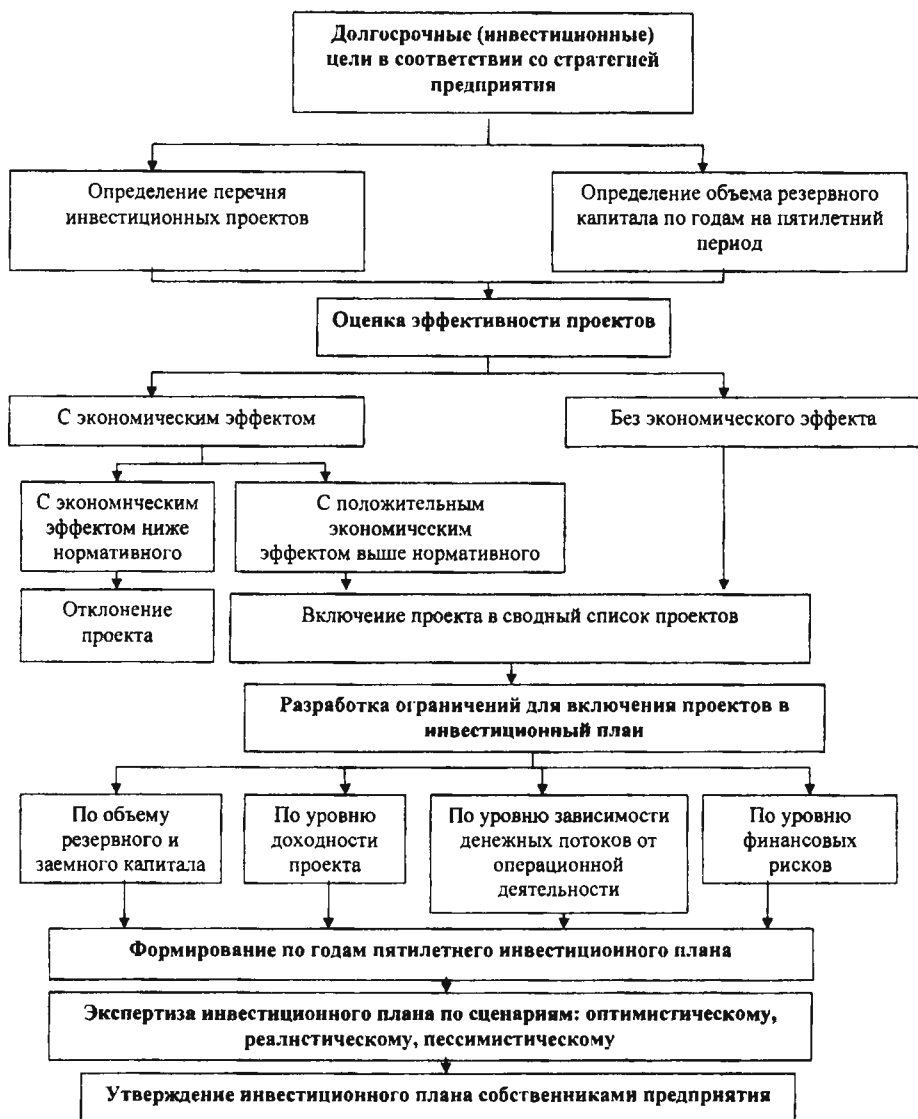 Долгосрочные (инвестиционные)
цели в соответствии со стратегией
предприятия
Определение перечня
инвестиционных проектов
Определение объема резервного
капитала по годам на пятилетний
период
Оценка эффективности проектов
С экономическим эффектом
Без экономического эффекта
С экономическим
эффектом ниже
нормативного
С положительным
экономическим
эффектом выше нормативного
Отклонение
проекта
Включение проекта в сводный список проектов
Разработка ограничений для включения проектов в
инвестиционный план
По объему
резервного и
заемного капитала
По уровню
доходности
проекта
По уровню зависимости
денежных потоков от
операционной
деятельности
По уровню
финансовых
рисков
Формирование по годам пятилетнего инвестиционного плана
Экспертиза инвестиционного плана по сценариям: оптимистическому,
реалистическому, пессимистическому
Утверждение инвестиционного плана собственниками предприятия